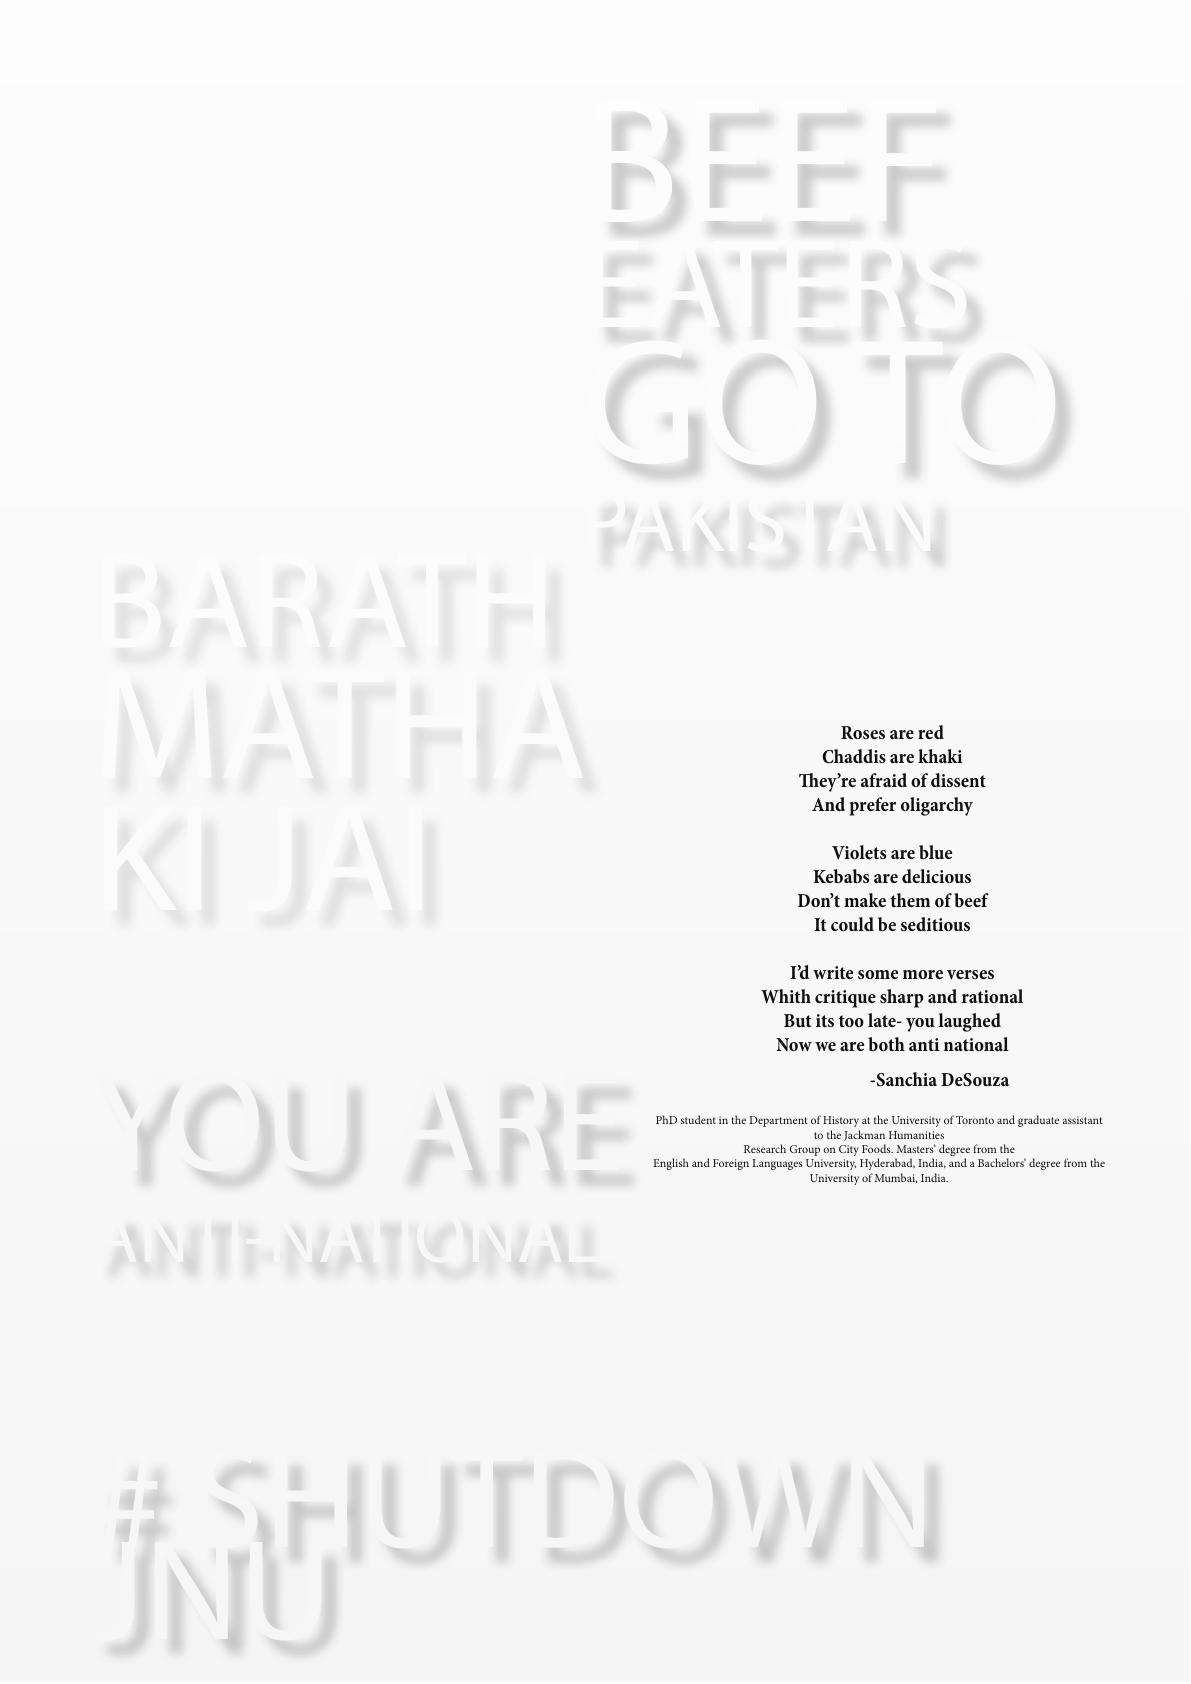 BEEF
EATERS
GO TO
PAKISTAN
BARATH
MATHA
KI JAI
Roses are red
Chaddis are khaki
They’re afraid of dissent
And prefer oligarchy
Violets are blue
Kebabs are delicious
Don’t make them of beef
It could be seditious
I’d write some more verses
Whith critique sharp and rational
But its too late- you laughed
Now we are both anti national
-Sanchia DeSouza
PhD student in the Department of History at the University of Toronto and graduate assistant
to the Jackman Humanities
Research Group on City Foods. Masters’ degree from the
English and Foreign Languages University, Hyderabad, India, and a Bachelors’ degree from the
University of Mumbai, India.
YOU ARE
ANTI-NATIONAL
# SHUTDOWN
JNU